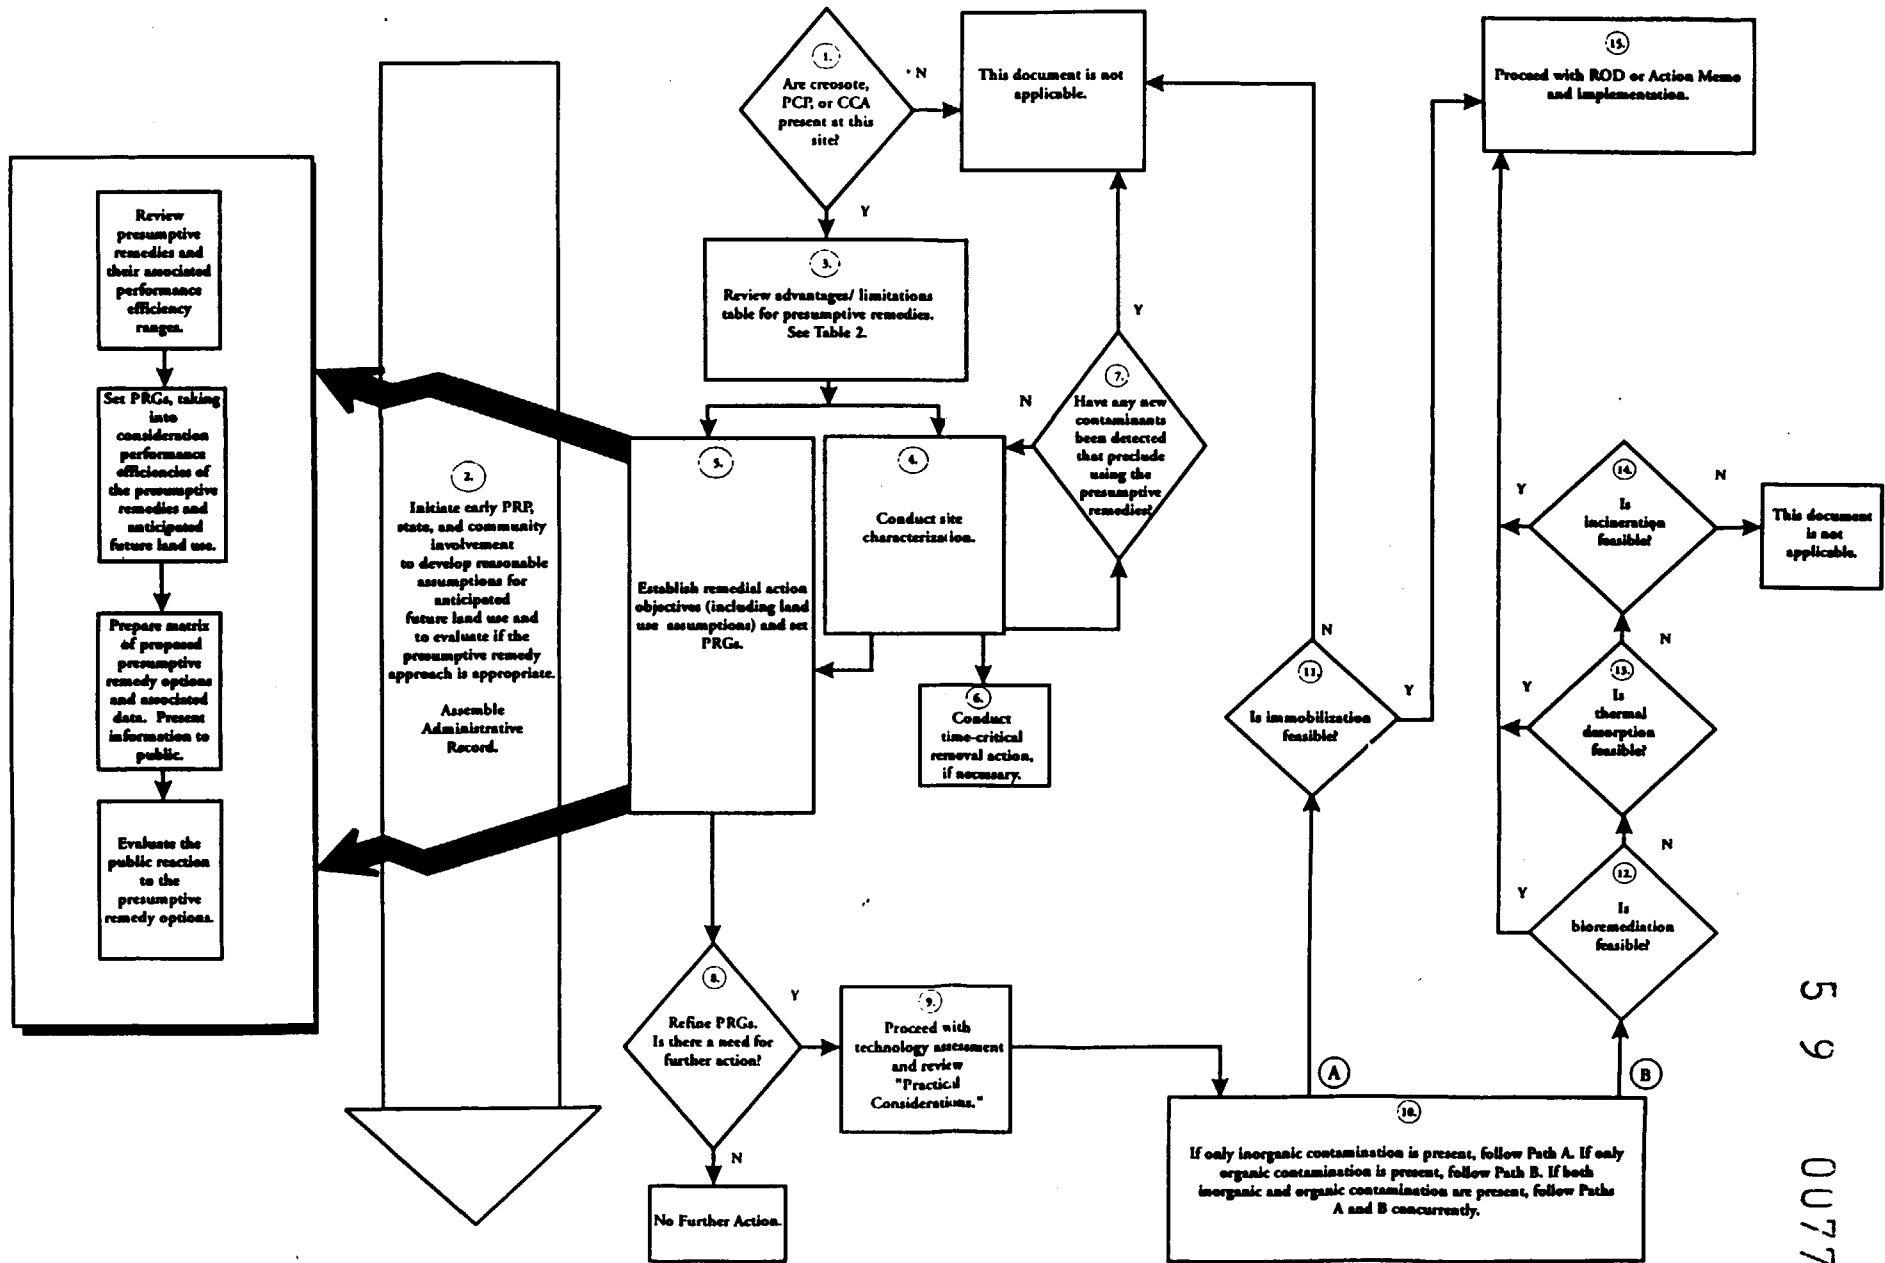 Review
presumptive
remedies and
their associated
performance
efficiency
ranges.
Set PRGs, taking
into
consideration
performance
efficiencies of
the presumptive
remedies and
anticipated
future land use.
Prepare matrix
of proposed
presumptive
remedy options
and associated
data. Present
information to
public.
Evaluate the
public reaction
to the
presumptive
remedy options.
2.
Initiate early PRP,
state, and community
involvement
to develop reasonable
assumptions for
anticipated
future land use and
to evaluate if the
presumptive remedy
approach is appropriate.
Assemble
Administrative
Record.
1.
Are creosote,
PCP, or CCA
present at this
site?
N
Y
This document is not
applicable.
3.
Review advantages/ limitations
table for presumptive remedies.
See Table 2.
5.
Establish remedial action
objectives (including land
use assumptions) and set
PRGs.
4.
Conduct site
characterization.
6.
Conduct
time-critical
removal action,
if necessary.
7.
Have any new
contaminants
been detected
that preclude
using the
presumptive
remedies?
Y
N
8.
Refine PRGs.
Is there a need for
further action?
Y
N
No Further Action.
9.
Proceed with
technology assessment
and review
"Practical
Considerations."
10.
If only inorganic contamination is present, follow Path A. If only
organic contamination is present, follow Path B. If both
inorganic and organic contamination are present, follow Paths
A and B concurrently.
A
B
11.
Is immobilization
feasible?
N
Y
12.
Is
bioremediation
feasible?
Y
N
13.
Is
thermal
desorption
feasible?
Y
N
14.
Is
incineration
feasible?
Y
N
This document
is not
applicable.
15.
Proceed with ROD or Action Memo
and implementation.
5 9 0077